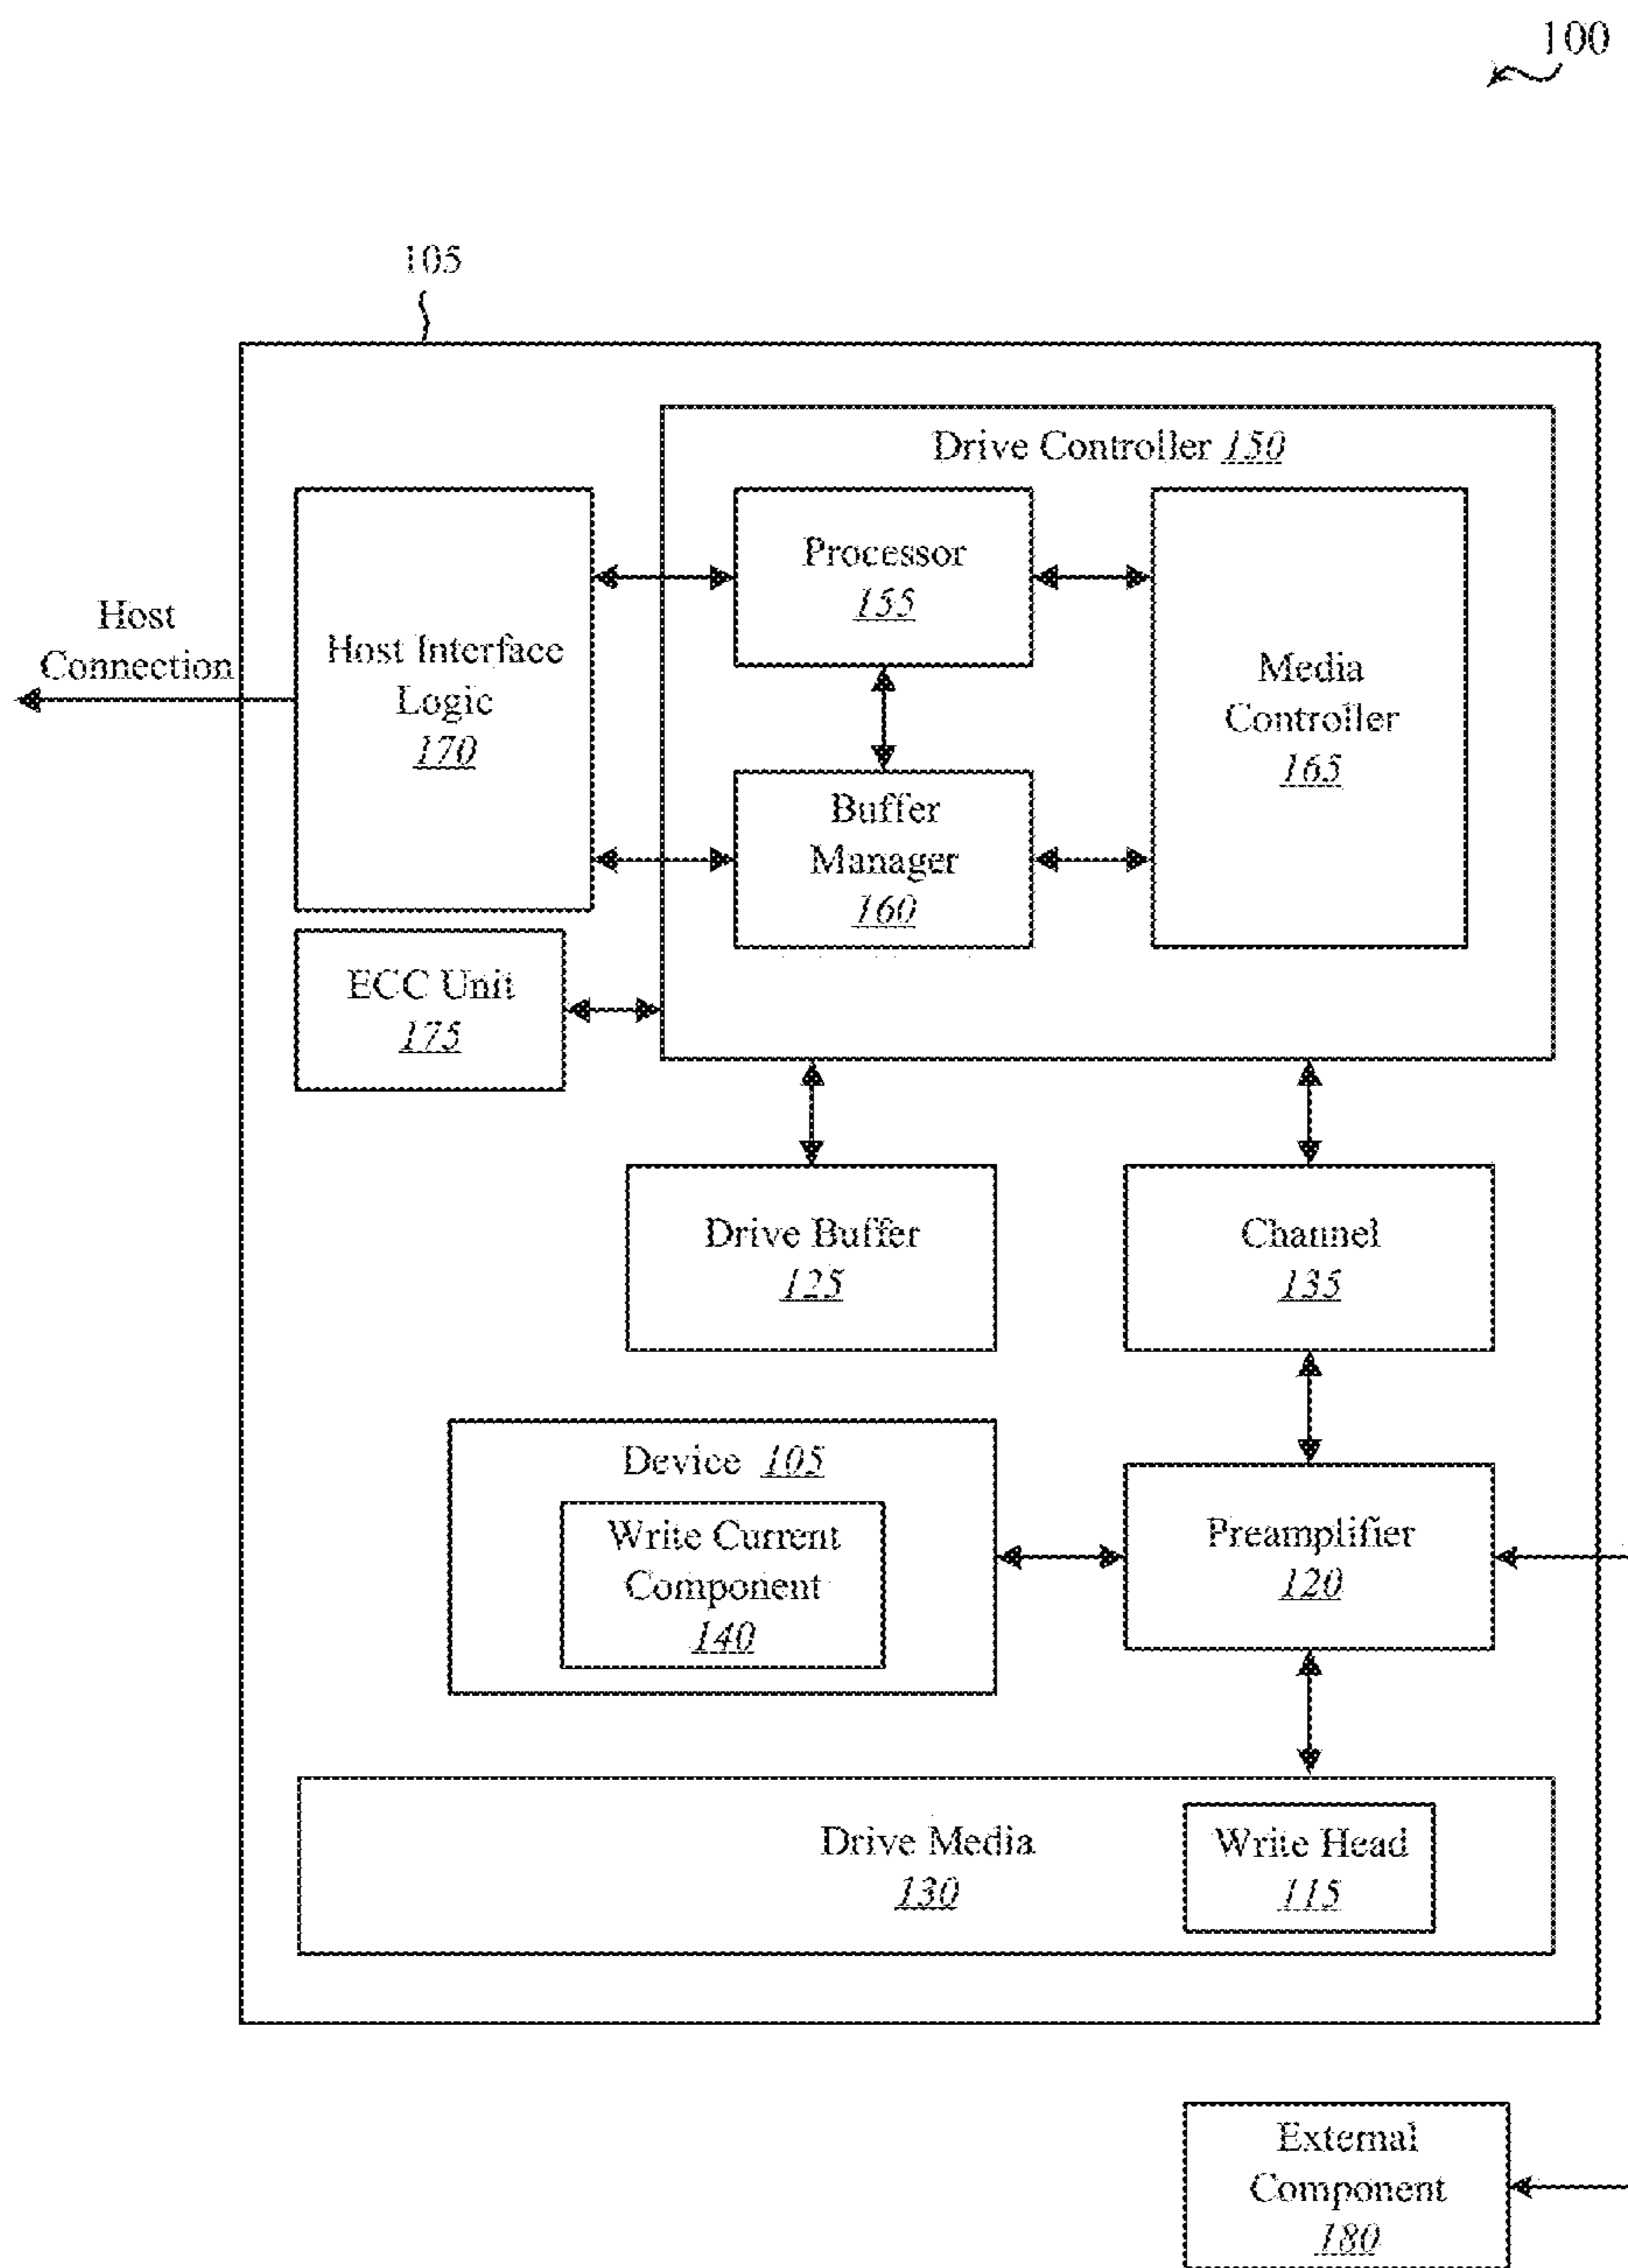 100
105
Drive Controller 150
Processor
155
Host
Connection
Host Interface
Logic
170
Media
Controller
165
Buffer
Manager
160
ECC Unit
175
Drive Buffer
125
Channel
135
Device 105
Write Current
Component
140
Preamplifier
120
Drive Media
130
Write Head
115
External
Component
180